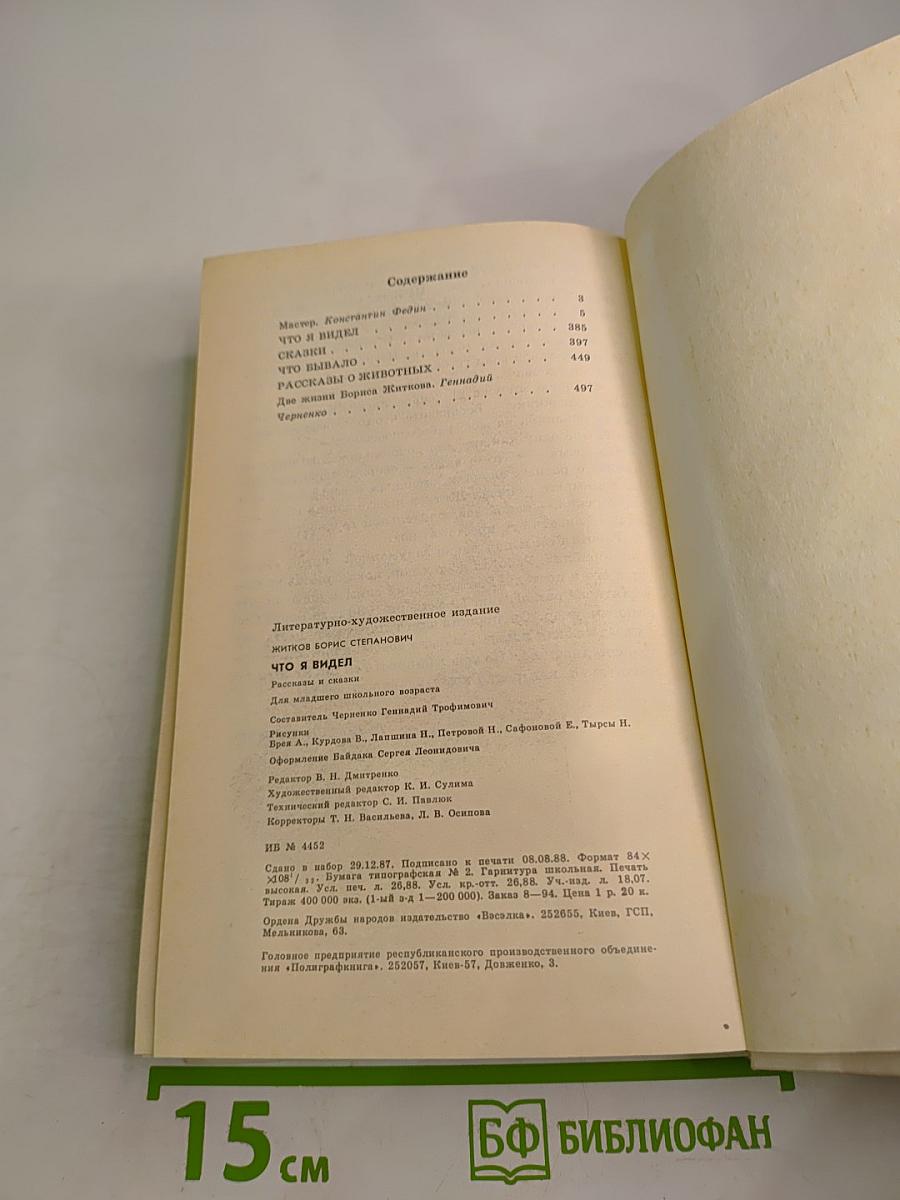 Содержание
Мастер. Константин Федин . . . . . . . . . 3
ЧТО Я ВИДЕЛ . . . . . . . . . . . . . 5
СКАЗКИ . . . . . . . . . . . . . . . 385
ЧТО БЫВАЛО . . . . . . . . . . . . . 397
РАССКАЗЫ О ЖИВОТНЫХ . . . . . . . . 449
Две жизни Бориса Житкова. Геннадий
Черненко . . . . . . . . . . . . . . 497
Литературно-художественное издание
ЖИТКОВ БОРИС СТЕПАНОВИЧ
ЧТО Я ВИДЕЛ
Рассказы и сказки
Для младшего школьного возраста
Составитель Черненко Геннадий Трофимович
Рисунки
Брея А., Курдова В., Лапшина Н., Петровой Н., Сафоновой Е., Тырсы Н.
Оформление Байдака Сергея Леонидовича
Редактор В. Н. Дмитренко
Художественный редактор К. И. Сулима
Технический редактор С. И. Павлюк
Корректоры Т. Н. Васильева, Л. В. Осипова
ИБ № 4452
Сдано в набор 29.12.87. Подписано к печати 08.08.88. Формат 84×
×108¹/₃₂. Бумага типографская № 2. Гарнитура школьная. Печать
высокая. Усл. печ. л. 26,88. Усл. кр.-отт. 26,88. Уч.-изд. л. 18,07.
Тираж 400 000 экз. (1-ый з-д 1—200 000). Заказ 8—94. Цена 1 р. 20 к.
Ордена Дружбы народов издательство «Вэсэлка». 252655, Киев, ГСП,
Мельникова, 63.
Головное предприятие республиканского производственного объедине-
ния «Полиграфкнига». 252057, Киев-57, Довженко, 3.
15 см
БФ БИБЛИОФАН